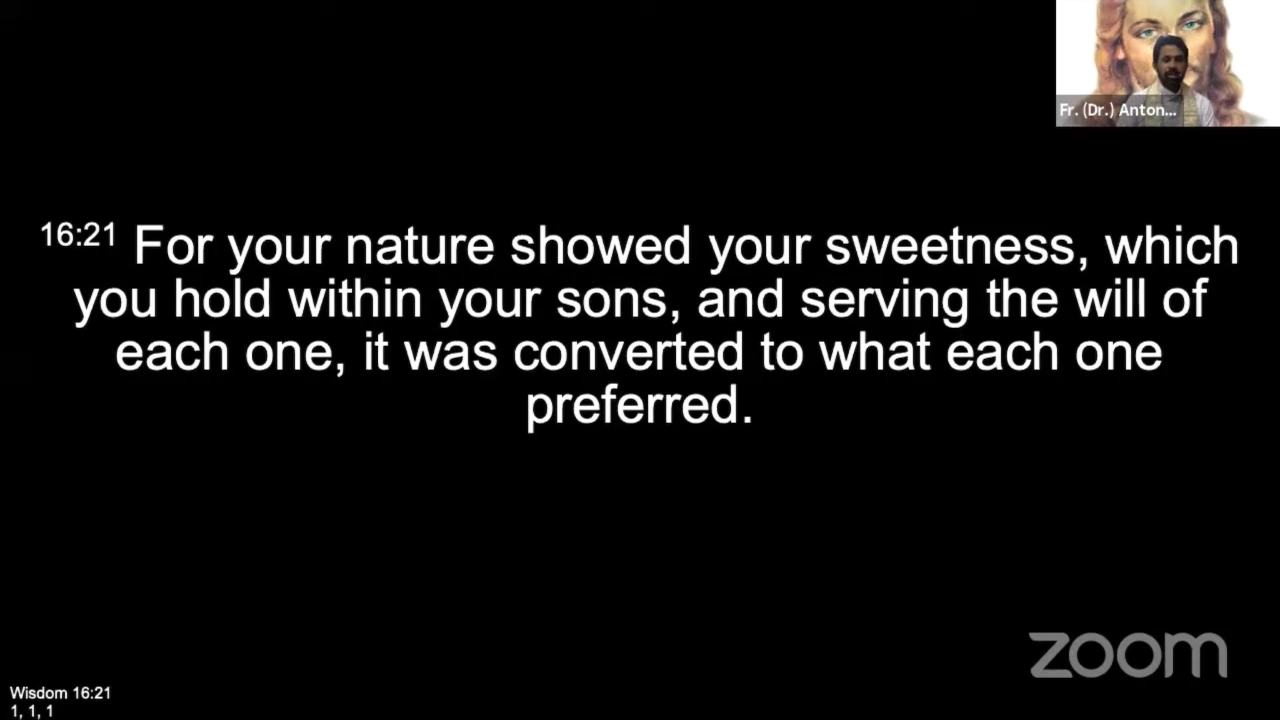 Fr. (Dr.) Anton...
16:21 For your nature showed your sweetness, which
you hold within your sons, and serving the will of
each one, it was converted to what each one
preferred.
zoom
Wisdom 16:21
1, 1, 1